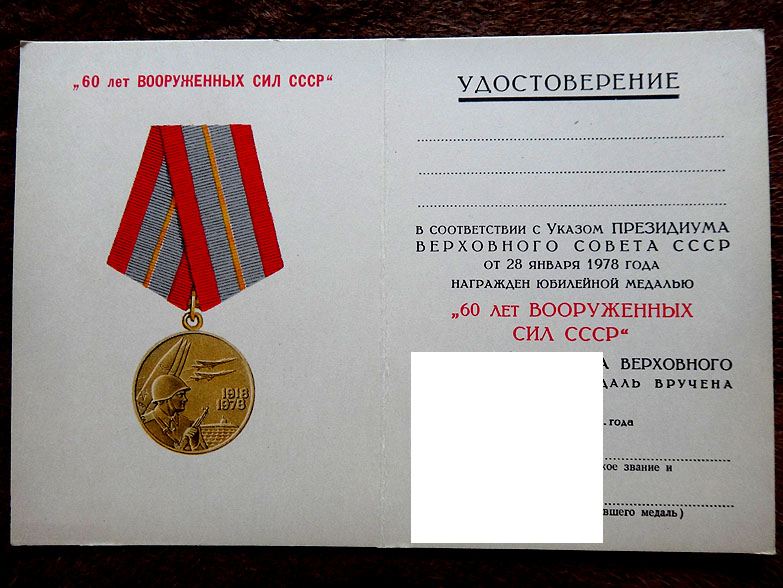 „60 лет ВООРУЖЕННЫХ СИЛ СССР“
1918
1978
УДОСТОВЕРЕНИЕ
В СООТВЕТСТВИИ С УКАЗОМ ПРЕЗИДИУМА
ВЕРХОВНОГО СОВЕТА СССР
ОТ 28 ЯНВАРЯ 1978 ГОДА
НАГРАЖДЕН ЮБИЛЕЙНОЙ МЕДАЛЬЮ
„60 ЛЕТ ВООРУЖЕННЫХ
СИЛ СССР“
ВЕРХОВНОГО
ВРУЧЕНА
года
звание и
медаль)